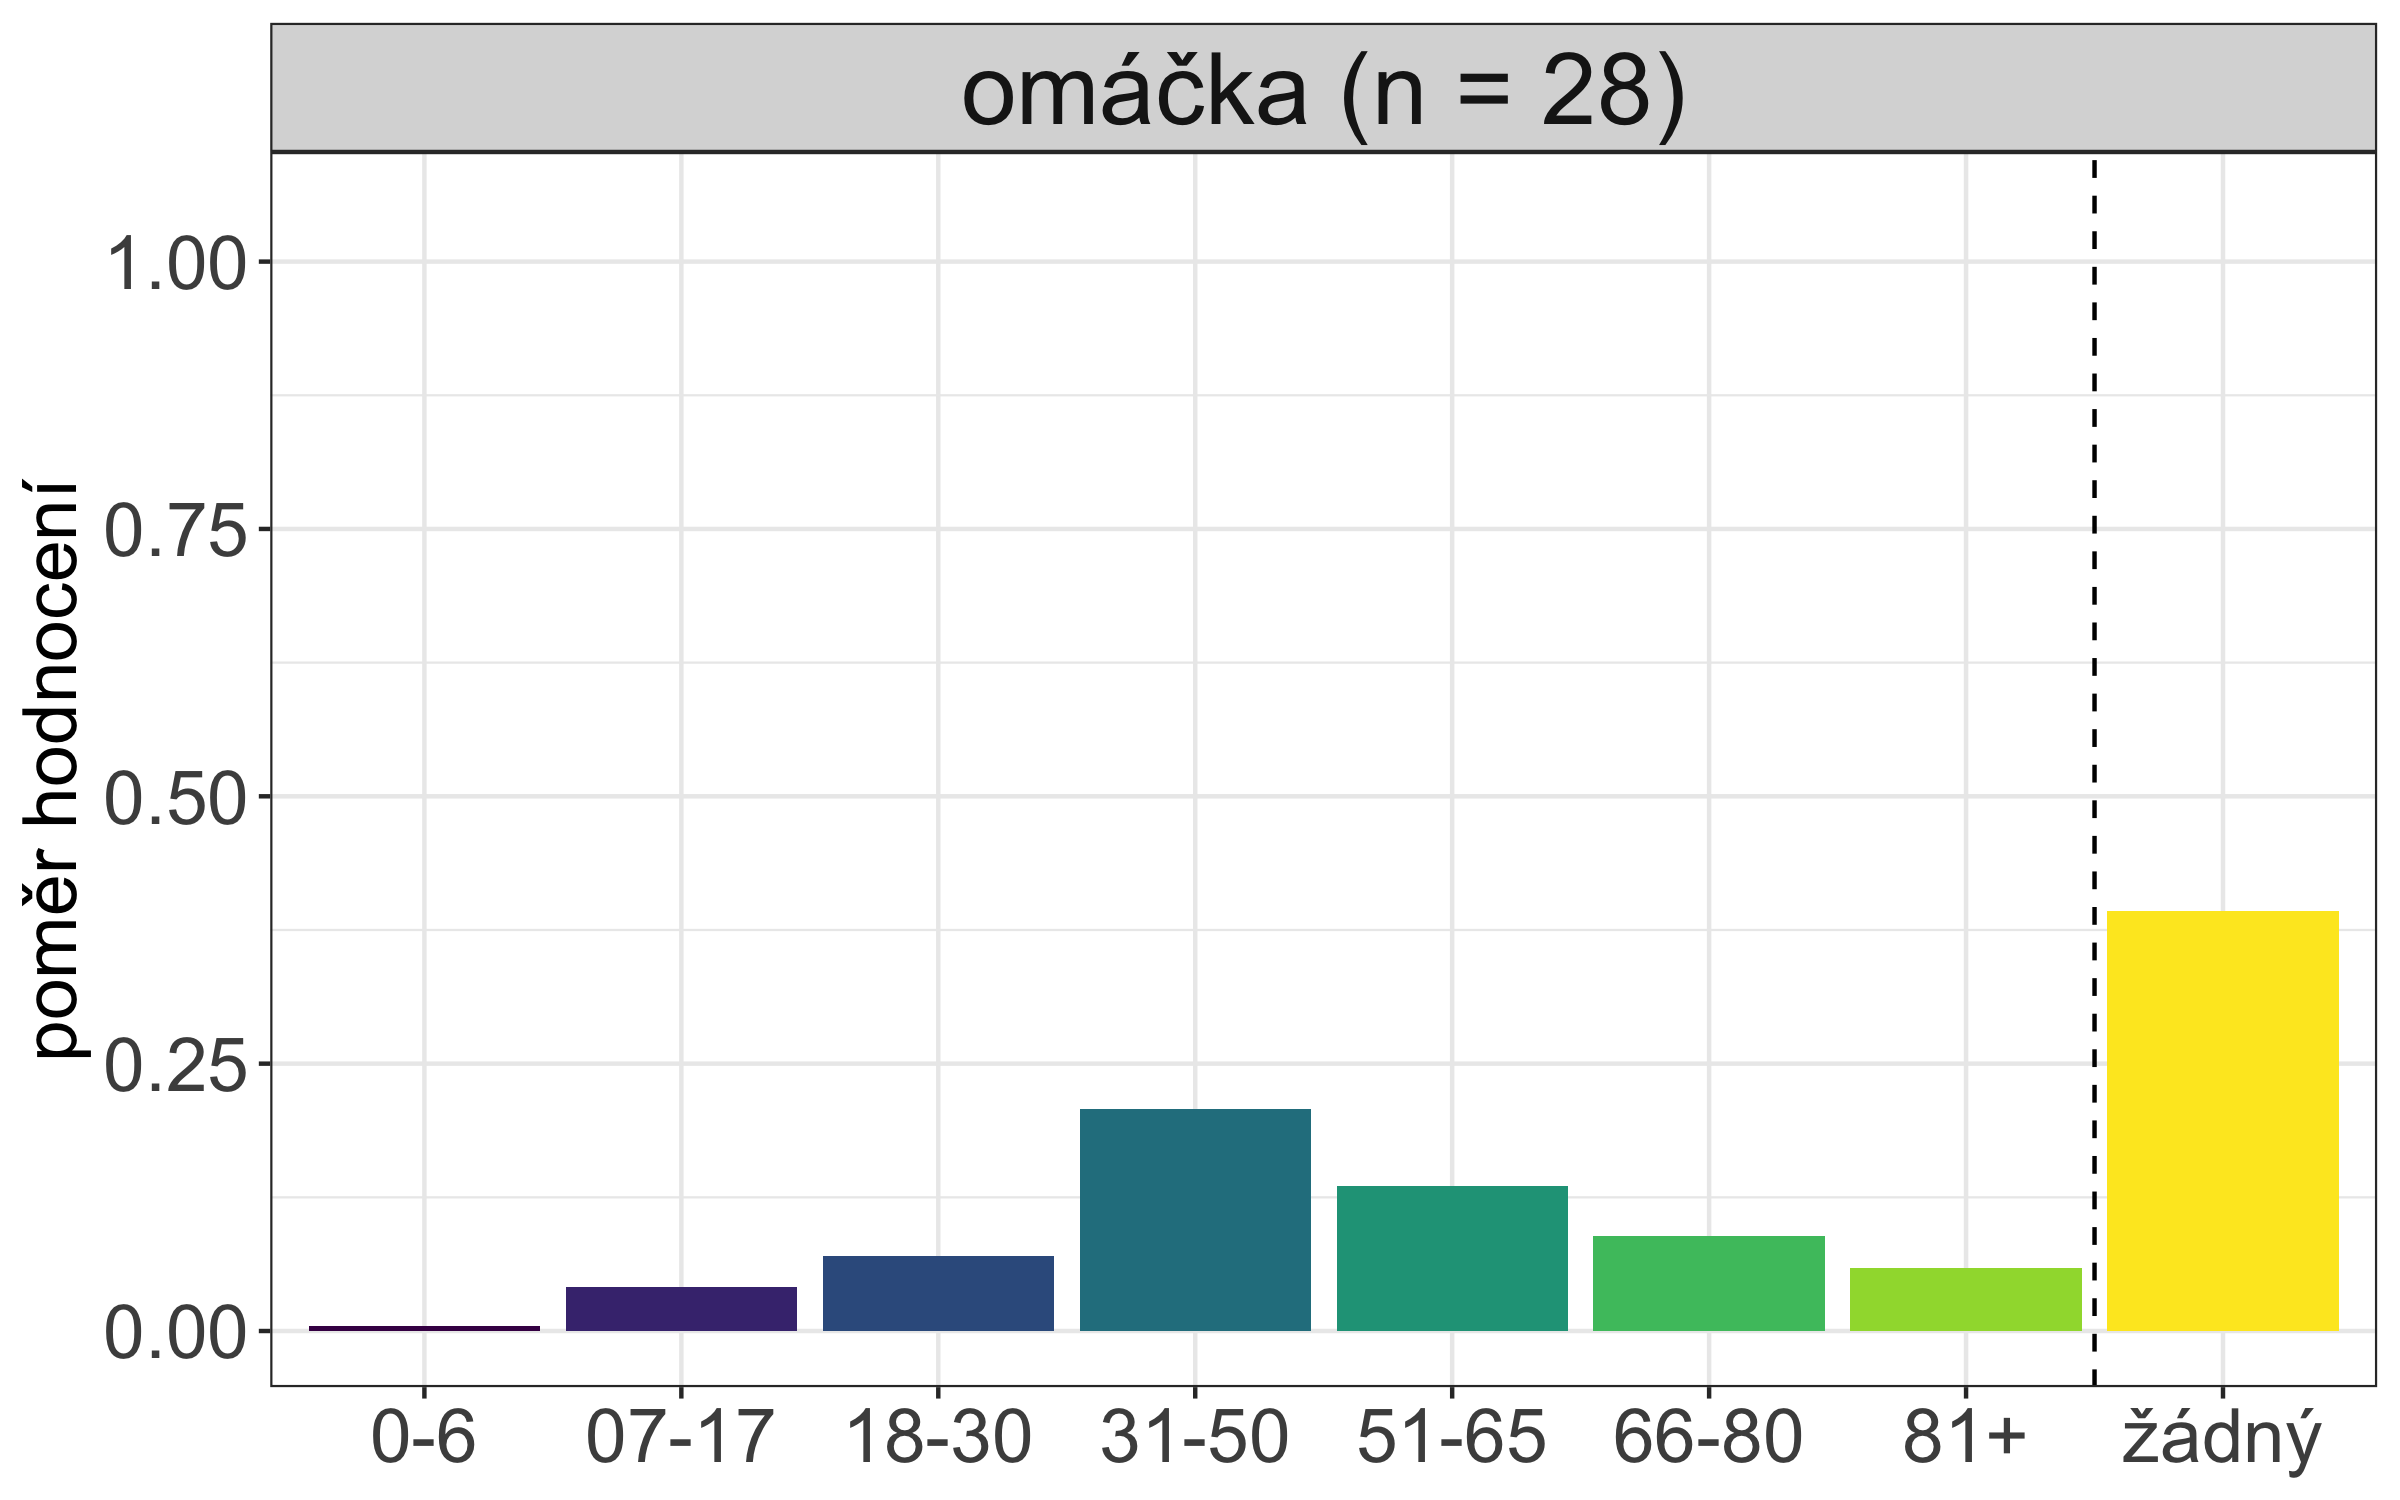 omáčka (n = 28)
poměr hodnocení
1.00
0.75
0.50
0.25
0.00
0-6 07-17 18-30 31-50 51-65 66-80 81+ žádný